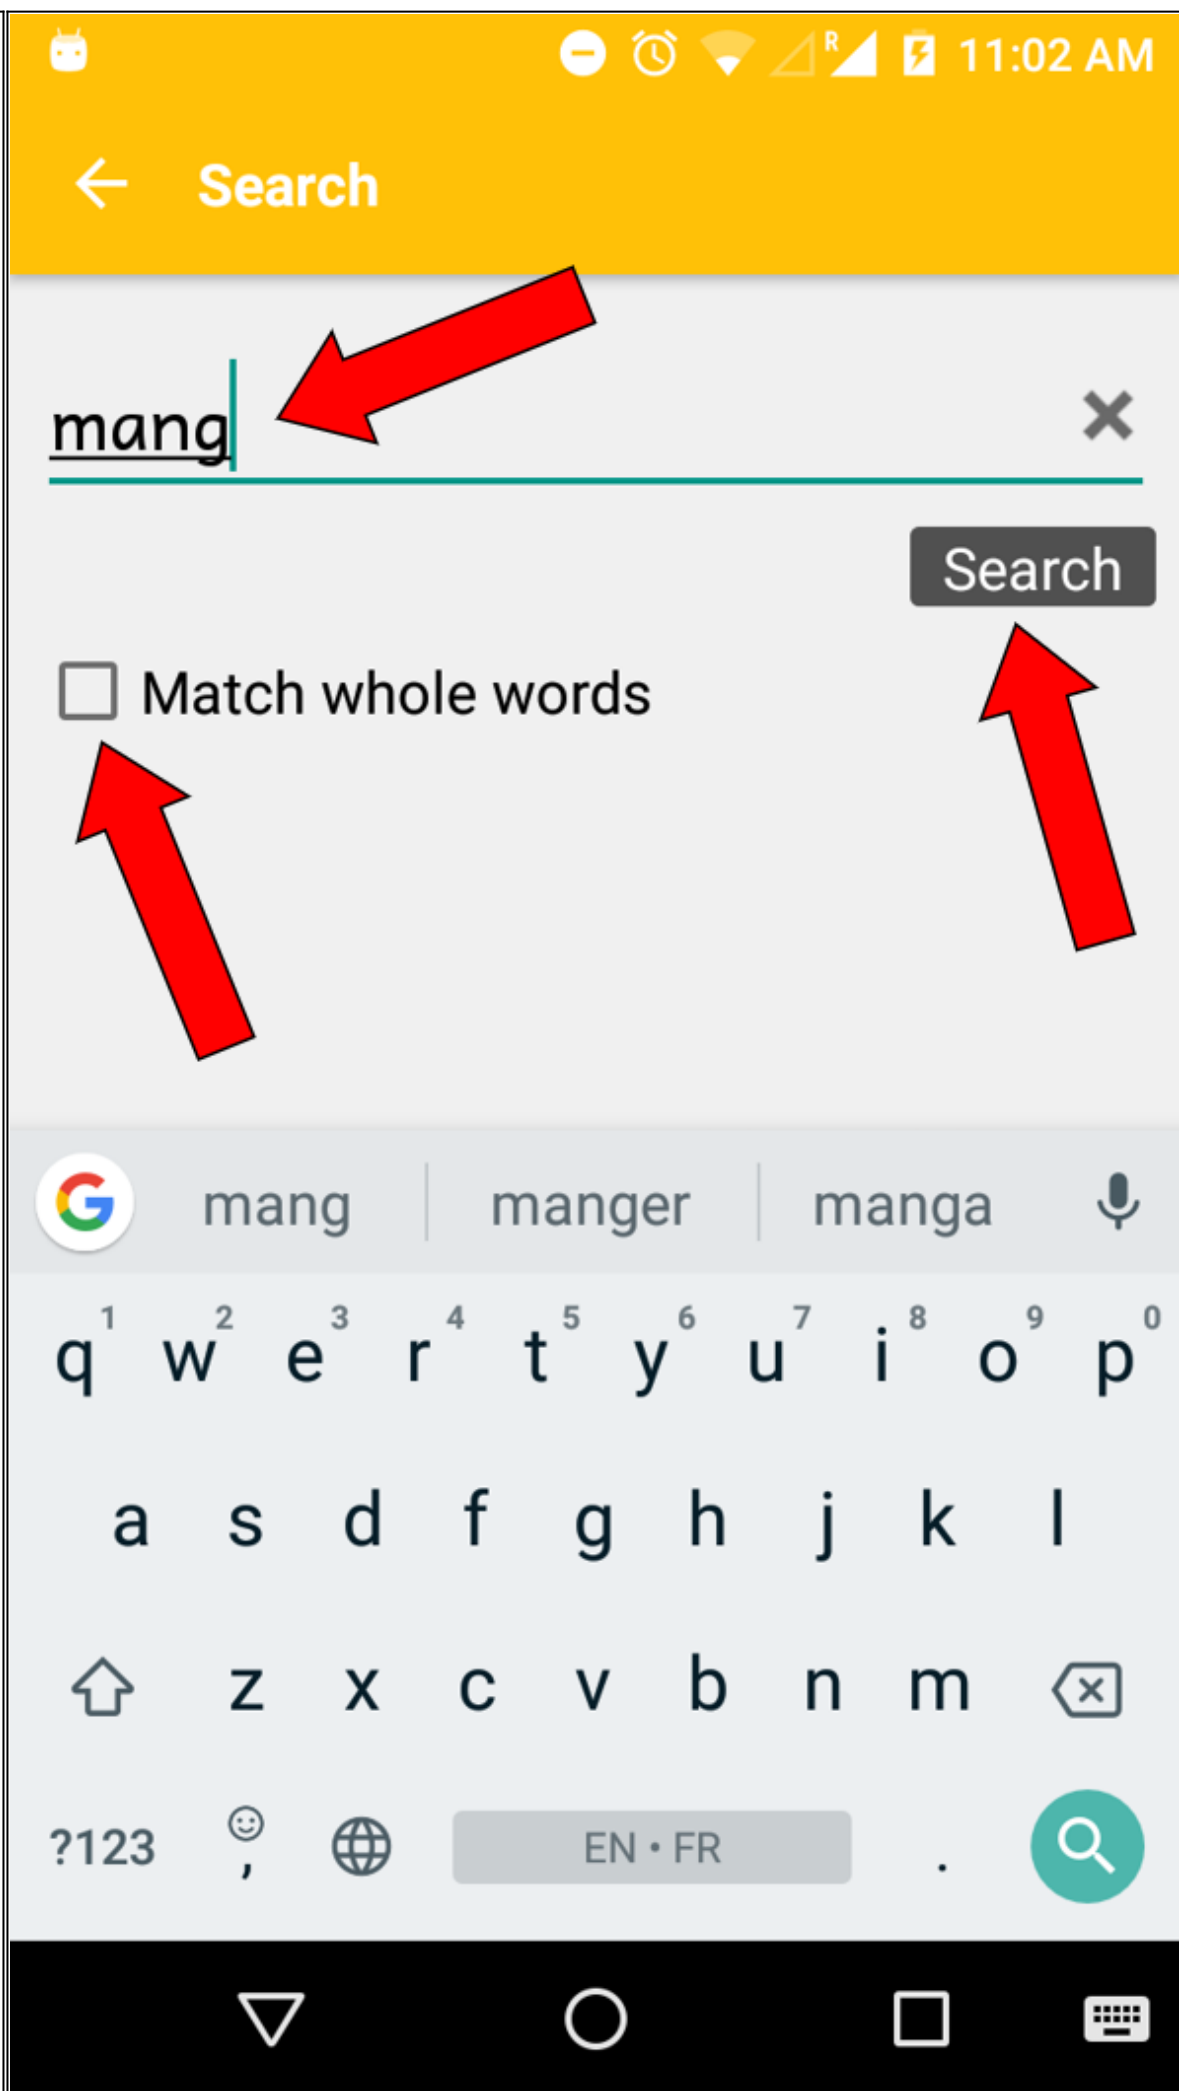 R 11:02 AM
Search
mang
Search
Match whole words
G mang manger manga
1 2 3 4 5 6 7 8 9 0
q w e r t y u i o p
a s d f g h j k l
z x c v b n m
?123 , EN • FR .